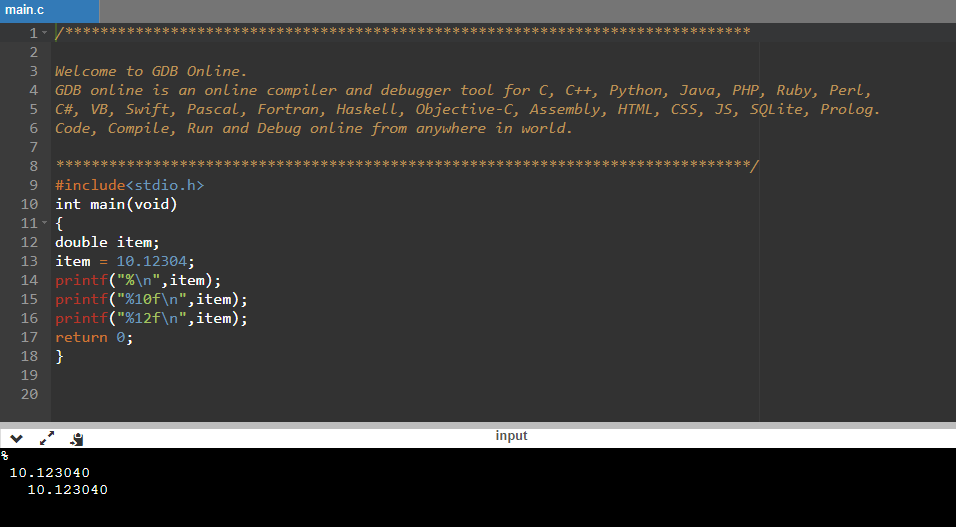 main.c
1 /******************************************************************************
2
3 Welcome to GDB Online.
4 GDB online is an online compiler and debugger tool for C, C++, Python, Java, PHP, Ruby, Perl,
5 C#, VB, Swift, Pascal, Fortran, Haskell, Objective-C, Assembly, HTML, CSS, JS, SQLite, Prolog.
6 Code, Compile, Run and Debug online from anywhere in world.
7
8 *******************************************************************************/
9 #include<stdio.h>
10 int main(void)
11 {
12 double item;
13 item = 10.12304;
14 printf("%\n",item);
15 printf("%10f\n",item);
16 printf("%12f\n",item);
17 return 0;
18 }
19
20
input
%
 10.123040
   10.123040